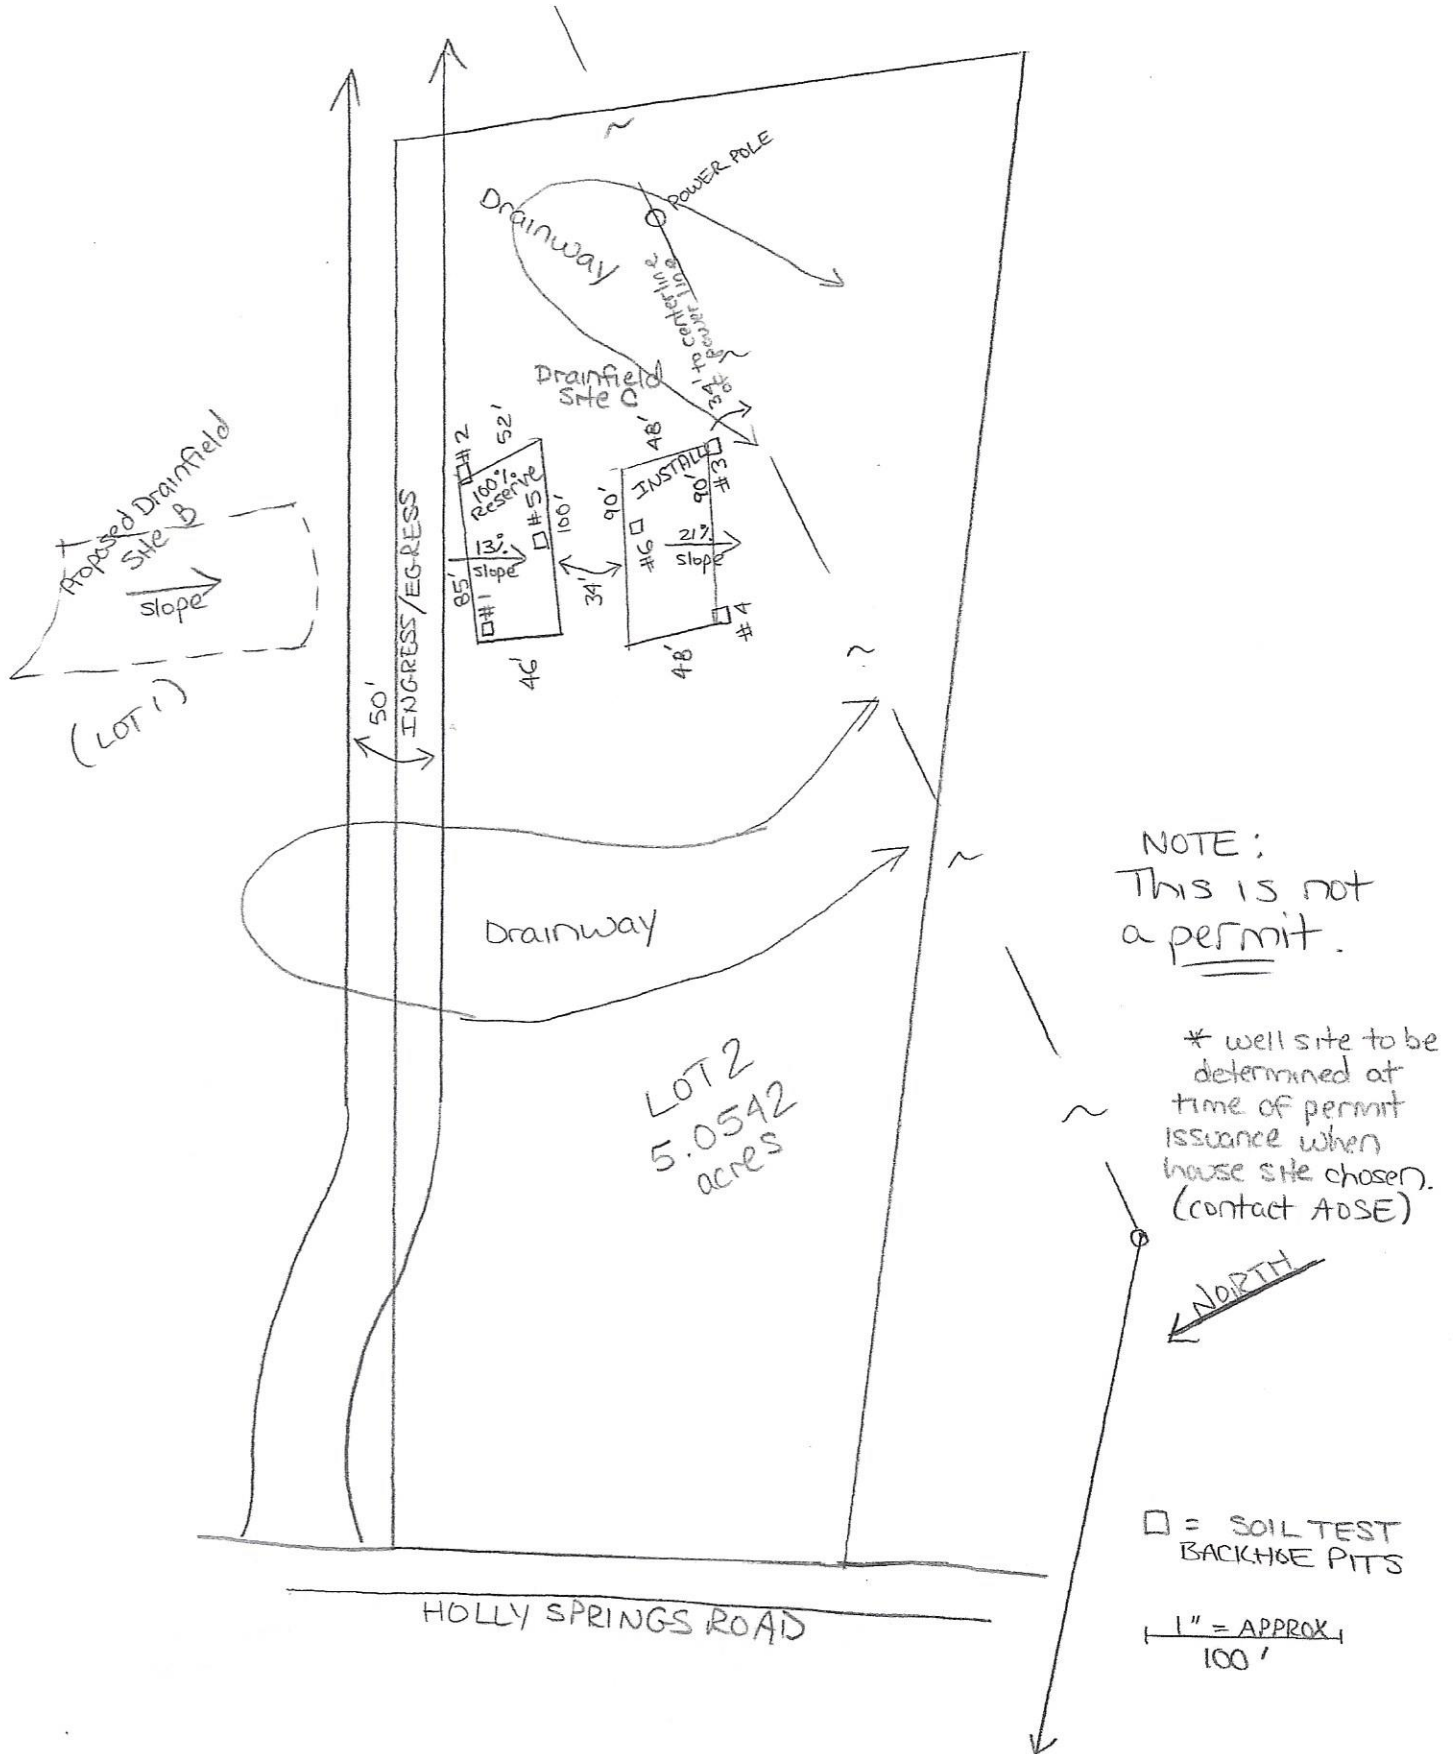 POWER POLE
Drainway
34' to centerline
of power line
Drainfield
Site C
#2
52'
48'
100%
Reserve
#5
100'
90'
INSTALL
90'
#3
#6
13%
slope
21%
slope
85'
#1
34'
#4
46'
48'
Proposed Drainfield
Site B
slope
(LOT 1)
INGRESS/EGRESS
50'
Drainway
NOTE:
This is not
a permit.
* well site to be
determined at
time of permit
issuance when
house site chosen.
(contact AOSE)
LOT 2
5.0542
acres
NORTH
□ = SOIL TEST
BACKHOE PITS
1" = APPROX
100'
HOLLY SPRINGS ROAD